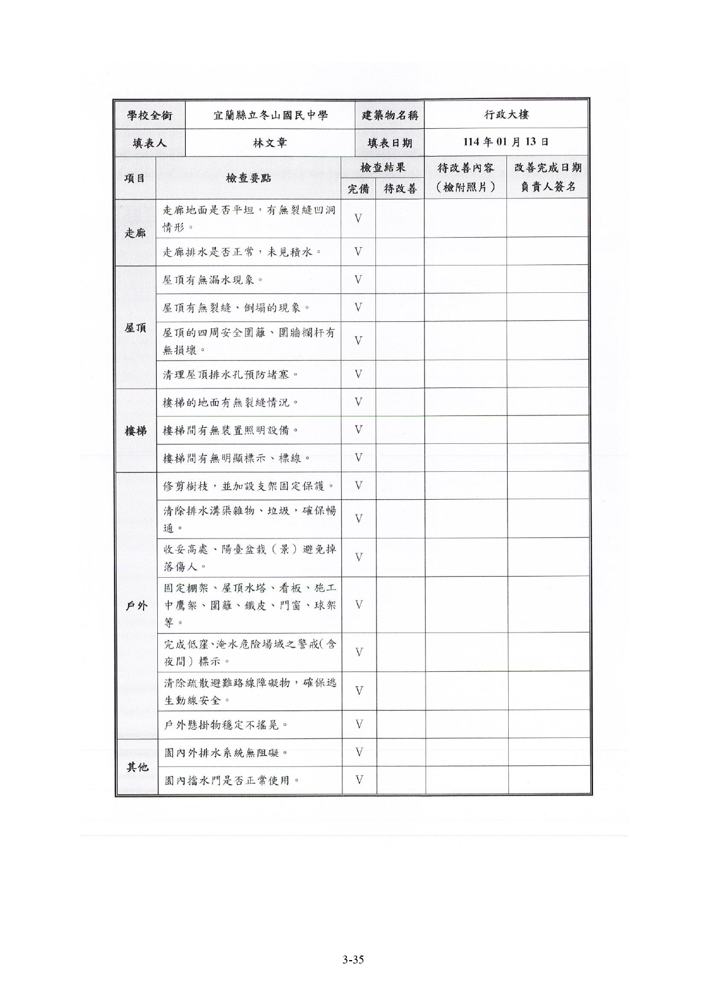 學校全銜 宜蘭縣立冬山國民中學 建築物名稱 行政大樓
填表人 林文章 填表日期 114 年 01 月 13 日
項目 檢查要點 檢查結果 待改善內容 改善完成日期
完備 待改善 （檢附照片） 負責人簽名
走廊 走廊地面是否平坦，有無裂縫凹洞
情形。 V
走廊排水是否正常，未見積水。 V
屋頂 屋頂有無漏水現象。 V
屋頂有無裂縫、倒塌的現象。 V
屋頂的四周安全圍籬、圍牆欄杆有
無損壞。 V
清理屋頂排水孔預防堵塞。 V
樓梯 樓梯的地面有無裂縫情況。 V
樓梯間有無裝置照明設備。 V
樓梯間有無明顯標示、標線。 V
戶外 修剪樹枝，並加設支架固定保護。 V
清除排水溝渠雜物、垃圾，確保暢
通。 V
收妥高處、陽臺盆栽（景）避免掉
落傷人。 V
固定棚架、屋頂水塔、看板、施工
中鷹架、圍籬、鐵皮、門窗、球架 V
等。
完成低窪、淹水危險場域之警戒（含
夜間）標示。 V
清除疏散避難路線障礙物，確保逃
生動線安全。 V
戶外懸掛物穩定不搖晃。 V
其他 園內外排水系統無阻礙。 V
園內擋水門是否正常使用。 V
3-35